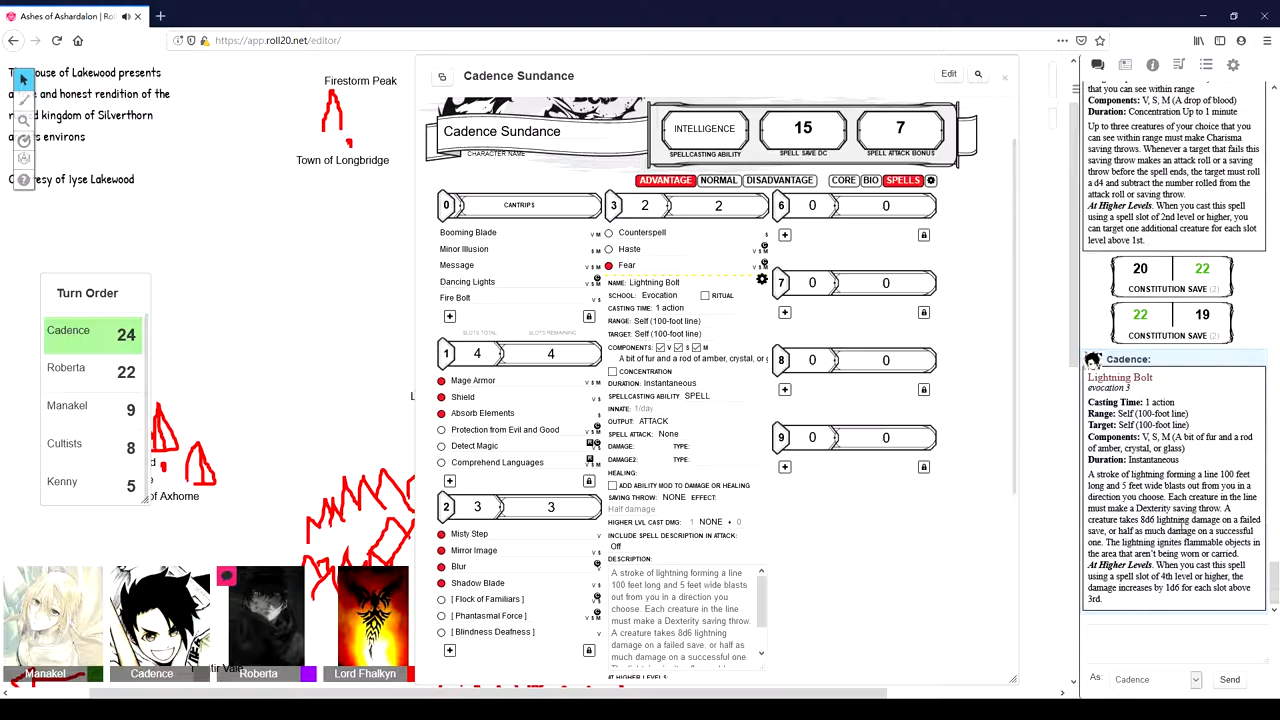 Ashes of Ashardalon | Roll
https://app.roll20.net/editor/
Firestorm Peak
Town of Longbridge
of Axhome
Turn Order
Cadence 24
Roberta 22
Manakel 9
Cultists 8
Kenny 5
Manakel
Cadence
Roberta
Lord Fhalkyn
Cadence Sundance
Edit
Cadence Sundance
CHARACTER NAME
INTELLIGENCE
SPELLCASTING ABILITY
15
SPELL SAVE DC
7
SPELL ATTACK BONUS
ADVANTAGE NORMAL DISADVANTAGE
CORE BIO SPELLS
0 CANTRIPS
Booming Blade V M
Minor Illusion S M
Message V S M
Dancing Lights V S M
Fire Bolt V S
SLOTS TOTAL SLOTS REMAINING
1 4 4
Mage Armor V S M
Shield V S
Absorb Elements S
Protection from Evil and Good V S M
Detect Magic V S
Comprehend Languages V S M
2 3 3
Misty Step V
Mirror Image V S
Blur V
Shadow Blade V S
[ Flock of Familiars ] V S
[ Phantasmal Force ] V S M
[ Blindness Deafness ] V
3 2 2
Counterspell S
Haste V S M
Fear V S M
NAME: Lightning Bolt
SCHOOL: Evocation RITUAL
CASTING TIME: 1 action
RANGE: Self (100-foot line)
TARGET: Self (100-foot line)
COMPONENTS: V S M
A bit of fur and a rod of amber, crystal, or g
CONCENTRATION
DURATION: Instantaneous
SPELLCASTING ABILITY SPELL
INNATE: 1/day
OUTPUT: ATTACK
SPELL ATTACK: None
DAMAGE: TYPE:
DAMAGE2: TYPE:
HEALING:
ADD ABILITY MOD TO DAMAGE OR HEALING
SAVING THROW: NONE EFFECT:
Half damage
HIGHER LVL CAST DMG: 1 NONE + 0
INCLUDE SPELL DESCRIPTION IN ATTACK:
Off
DESCRIPTION:
A stroke of lightning forming a line
100 feet long and 5 feet wide blasts
out from you in a direction you
choose. Each creature in the line
must make a Dexterity saving throw.
A creature takes 8d6 lightning
damage on a failed save, or half as
much damage on a successful one.
AT HIGHER LEVELS:
6 0 0
7 0 0
8 0 0
9 0 0
that you can see within range
Components: V, S, M (A drop of blood)
Duration: Concentration Up to 1 minute
Up to three creatures of your choice that you
can see within range must make Charisma
saving throws. Whenever a target that fails this
saving throw makes an attack roll or a saving
throw before the spell ends, the target must roll
a d4 and subtract the number rolled from the
attack roll or saving throw.
At Higher Levels. When you cast this spell
using a spell slot of 2nd level or higher, you
can target one additional creature for each slot
level above 1st.
20 22
CONSTITUTION SAVE (2)
22 19
CONSTITUTION SAVE (2)
Cadence:
Lightning Bolt
evocation 3
Casting Time: 1 action
Range: Self (100-foot line)
Target: Self (100-foot line)
Components: V, S, M (A bit of fur and a rod
of amber, crystal, or glass)
Duration: Instantaneous
A stroke of lightning forming a line 100 feet
long and 5 feet wide blasts out from you in a
direction you choose. Each creature in the line
must make a Dexterity saving throw. A
creature takes 8d6 lightning damage on a failed
save, or half as much damage on a successful
one. The lightning ignites flammable objects in
the area that aren't being worn or carried.
At Higher Levels. When you cast this spell
using a spell slot of 4th level or higher, the
damage increases by 1d6 for each slot above
3rd.
As: Cadence Send